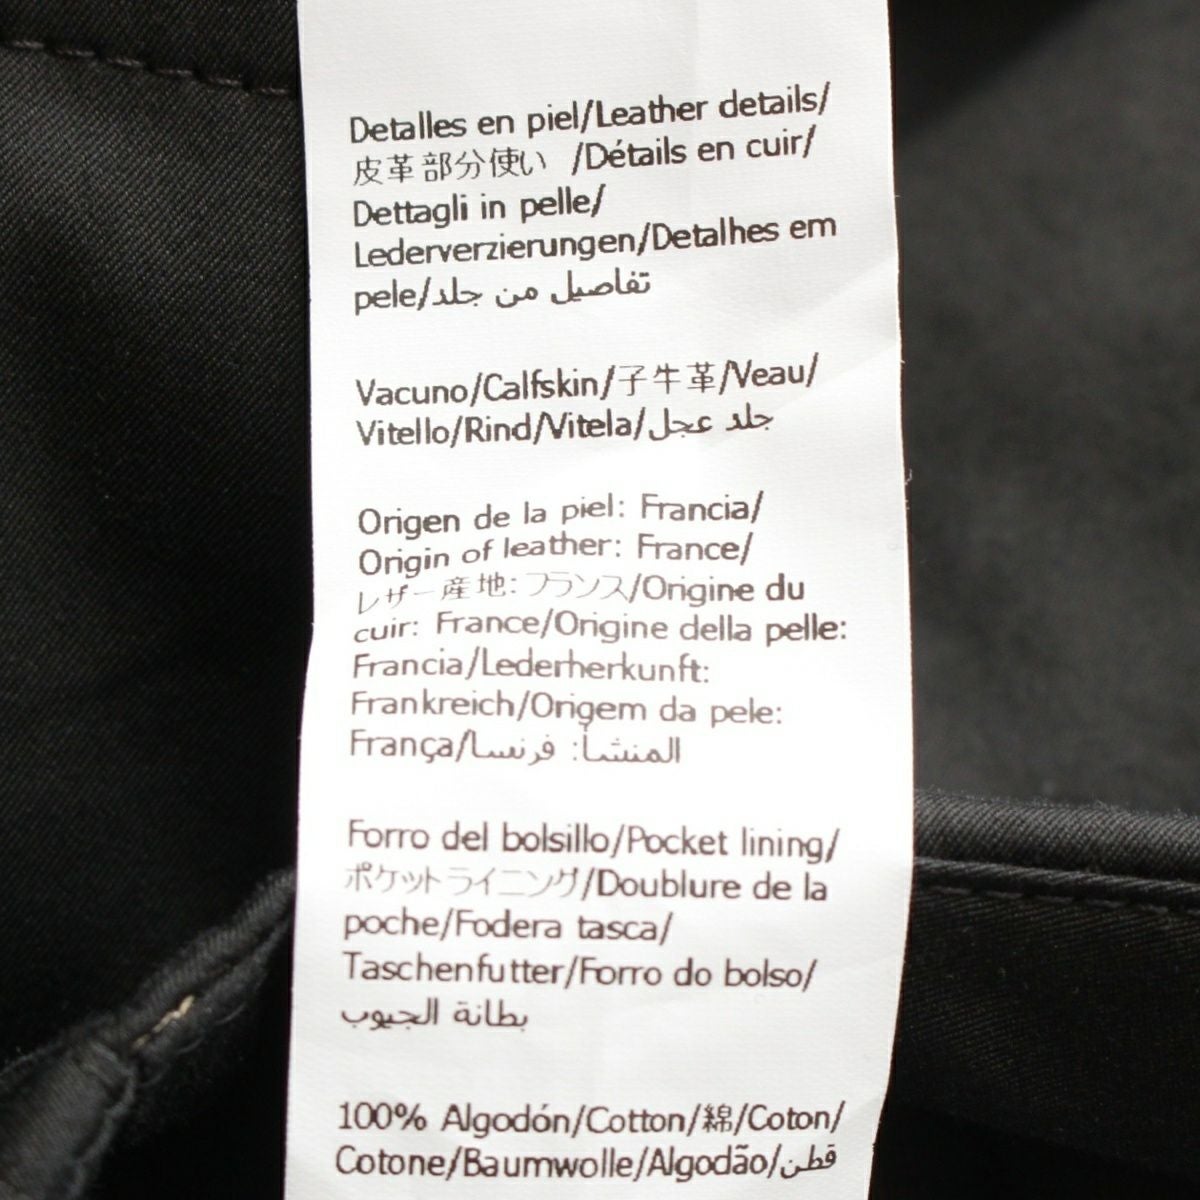 Detalles en piel/Leather details/
皮革部分使い /Détails en cuir/
Dettagli in pelle/
Lederverzierungen/Detalhes em
pele/تفاصيل من جلد
Vacuno/Calfskin/子牛革/Veau/
Vitello/Rind/Vitela/جلد عجل
Origen de la piel: Francia/
Origin of leather: France/
レザー産地:フランス/Origine du
cuir: France/Origine della pelle:
Francia/Lederherkunft:
Frankreich/Origem da pele:
França/المنشأ: فرنسا
Forro del bolsillo/Pocket lining/
ポケットライニング/Doublure de la
poche/Fodera tasca/
Taschenfutter/Forro do bolso/
بطانة الجيوب
100% Algodón/Cotton/綿/Coton/
Cotone/Baumwolle/Algodão/قطن